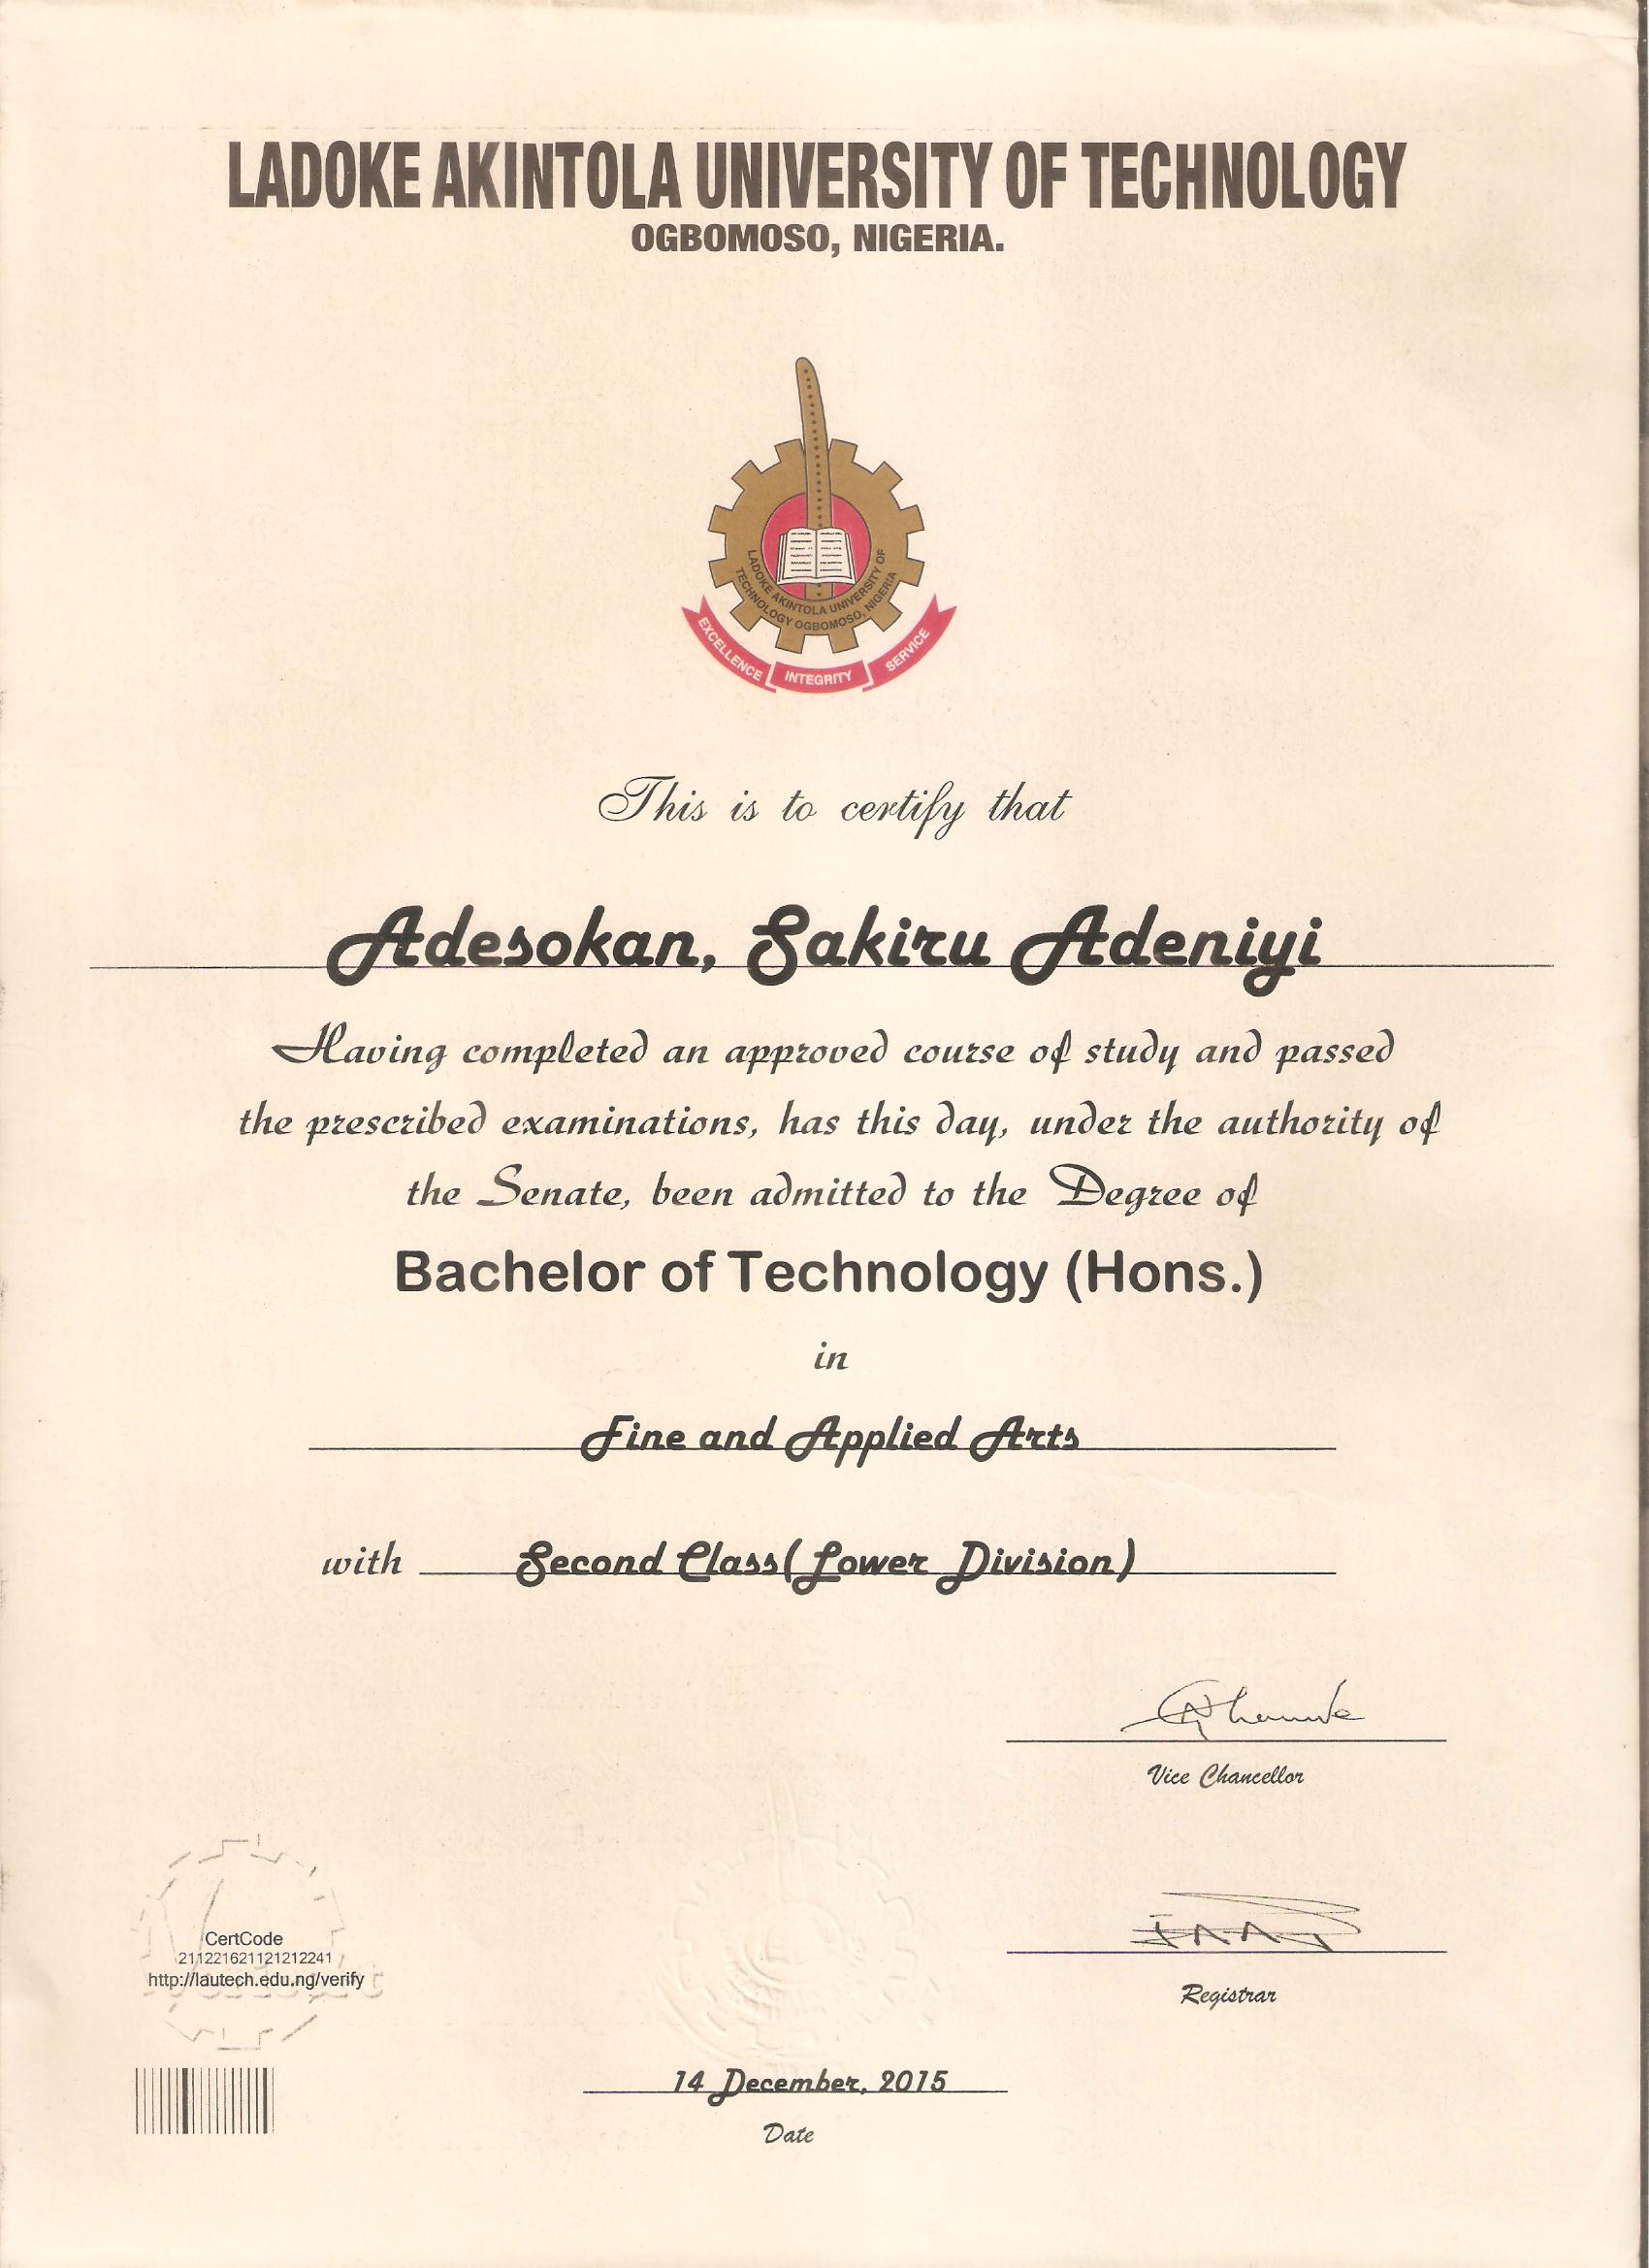 LADOKE AKINTOLA UNIVERSITY OF TECHNOLOGY
OGBOMOSO, NIGERIA.
LADOKE AKINTOLA UNIVERSITY OF
TECHNOLOGY OGBOMOSO, NIGERIA
EXCELLENCE INTEGRITY SERVICE
This is to certify that
Adesokan, Sakiru Adeniyi
Having completed an approved course of study and passed
the prescribed examinations, has this day, under the authority of
the Senate, been admitted to the Degree of
Bachelor of Technology (Hons.)
in
Fine and Applied Arts
with Second Class(Lower Division)
Vice Chancellor
CertCode
211221621121212241
http://lautech.edu.ng/verify
Registrar
14 December, 2015
Date